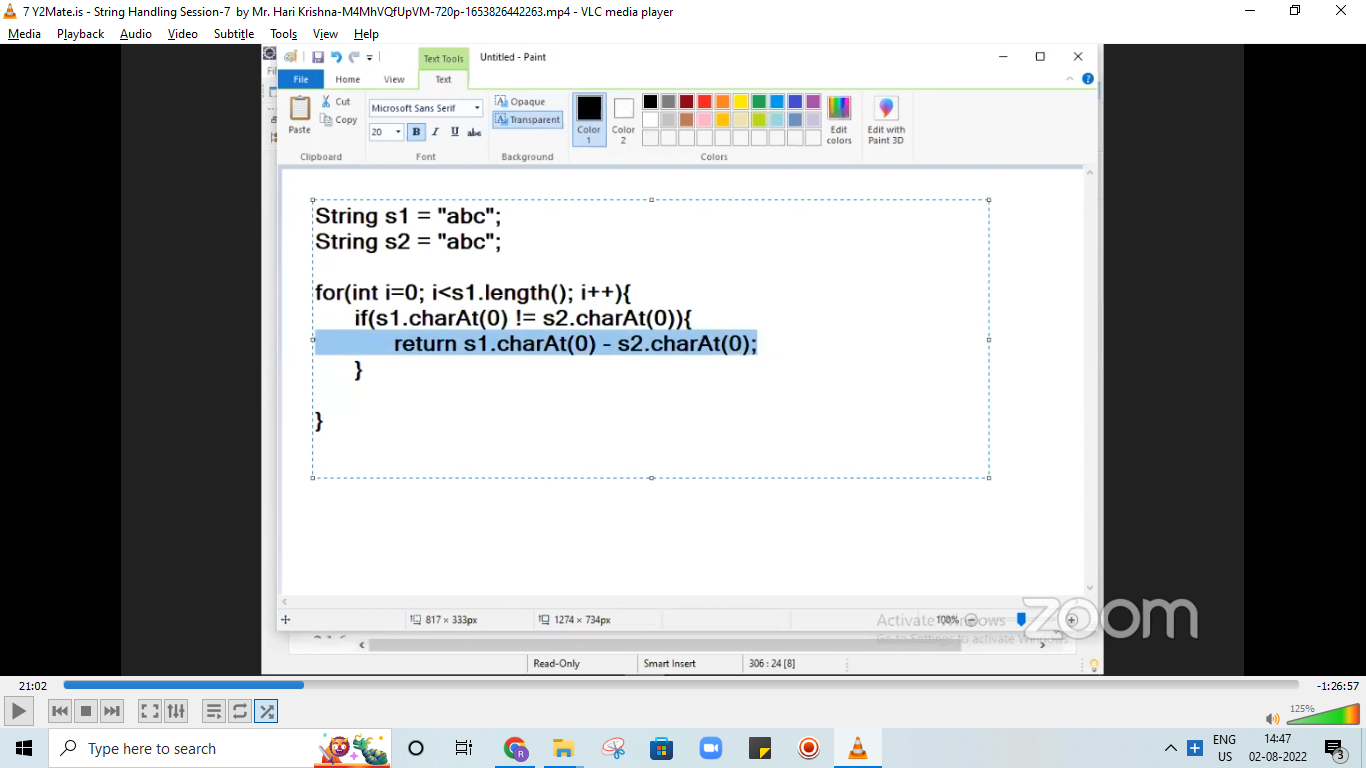 7 Y2Mate.is - String Handling Session-7 by Mr. Hari Krishna-M4MhVQfUpVM-720p-1653826442263.mp4 - VLC media player
Media Playback Audio Video Subtitle Tools View Help
Text Tools Untitled - Paint
File Home View Text
Paste Cut Copy
Microsoft Sans Serif
20 B I U abc
Opaque
Transparent
Color 1 Color 2
Edit colors
Edit with Paint 3D
Clipboard Font Background Colors
String s1 = "abc";
String s2 = "abc";
for(int i=0; i<s1.length(); i++){
if(s1.charAt(0) != s2.charAt(0)){
return s1.charAt(0) - s2.charAt(0);
}
}
817 × 333px 1274 × 734px 100%
Activate Windows
Go to Settings to activate Windows.
zoom
Read-Only Smart Insert 306 : 24 [8]
21:02 -1:26:57
125%
Type here to search
ENG US
14:47
02-08-2022
3